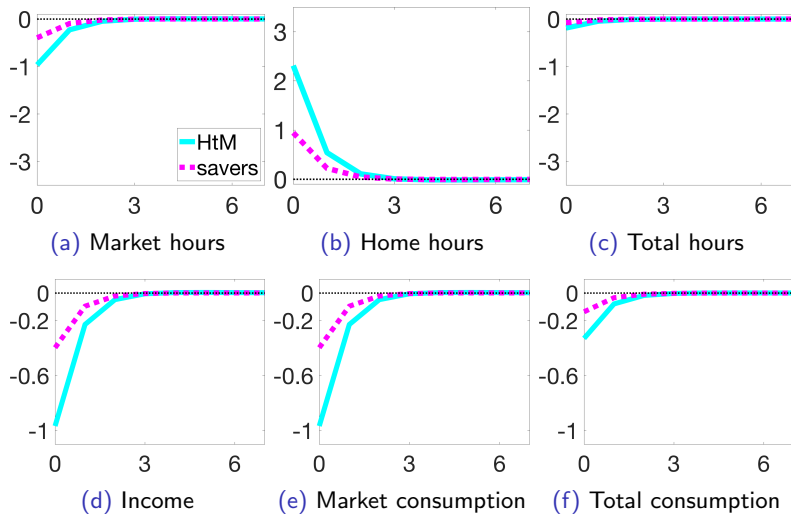 0
-1
-2
-3
HtM
savers
0 3 6
(a) Market hours
3
2
1
0
0 3 6
(b) Home hours
0
-1
-2
-3
0 3 6
(c) Total hours
0
-0.2
-0.6
-1
0 3 6
(d) Income
0
-0.2
-0.6
-1
0 3 6
(e) Market consumption
0
-0.2
-0.6
-1
0 3 6
(f) Total consumption